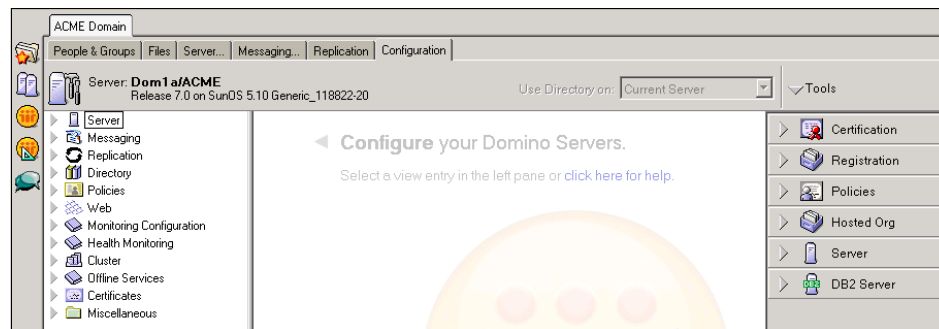 ACME Domain
People & Groups Files Server... Messaging... Replication Configuration
Server: Dom1a/ACME
Release 7.0 on SunOS 5.10 Generic_118822-20
Use Directory on: Current Server
Tools
Server
Messaging
Replication
Directory
Policies
Web
Monitoring Configuration
Health Monitoring
Cluster
Offline Services
Certificates
Miscellaneous
Configure your Domino Servers.
Select a view entry in the left pane or click here for help.
Certification
Registration
Policies
Hosted Org
Server
DB2 Server